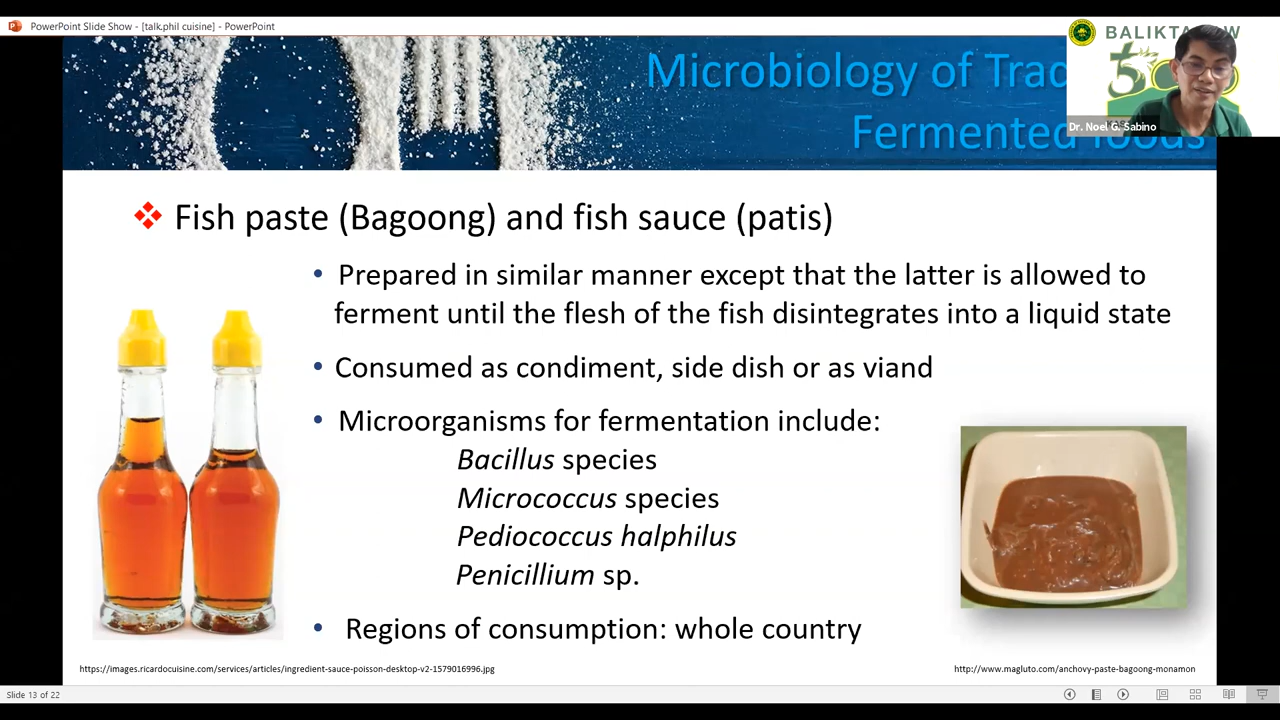 PowerPoint Slide Show - [talk.phil cuisine] - PowerPoint
BALIKT W
Dr. Noel G. Sabino
Microbiology of Trad
Fermented foods
Fish paste (Bagoong) and fish sauce (patis)
• Prepared in similar manner except that the latter is allowed to
ferment until the flesh of the fish disintegrates into a liquid state
• Consumed as condiment, side dish or as viand
• Microorganisms for fermentation include:
Bacillus species
Micrococcus species
Pediococcus halphilus
Penicillium sp.
• Regions of consumption: whole country
https://images.ricardocuisine.com/services/articles/ingredient-sauce-poisson-desktop-v2-1579016996.jpg
http://www.magluto.com/anchovy-paste-bagoong-monamon
Slide 13 of 22